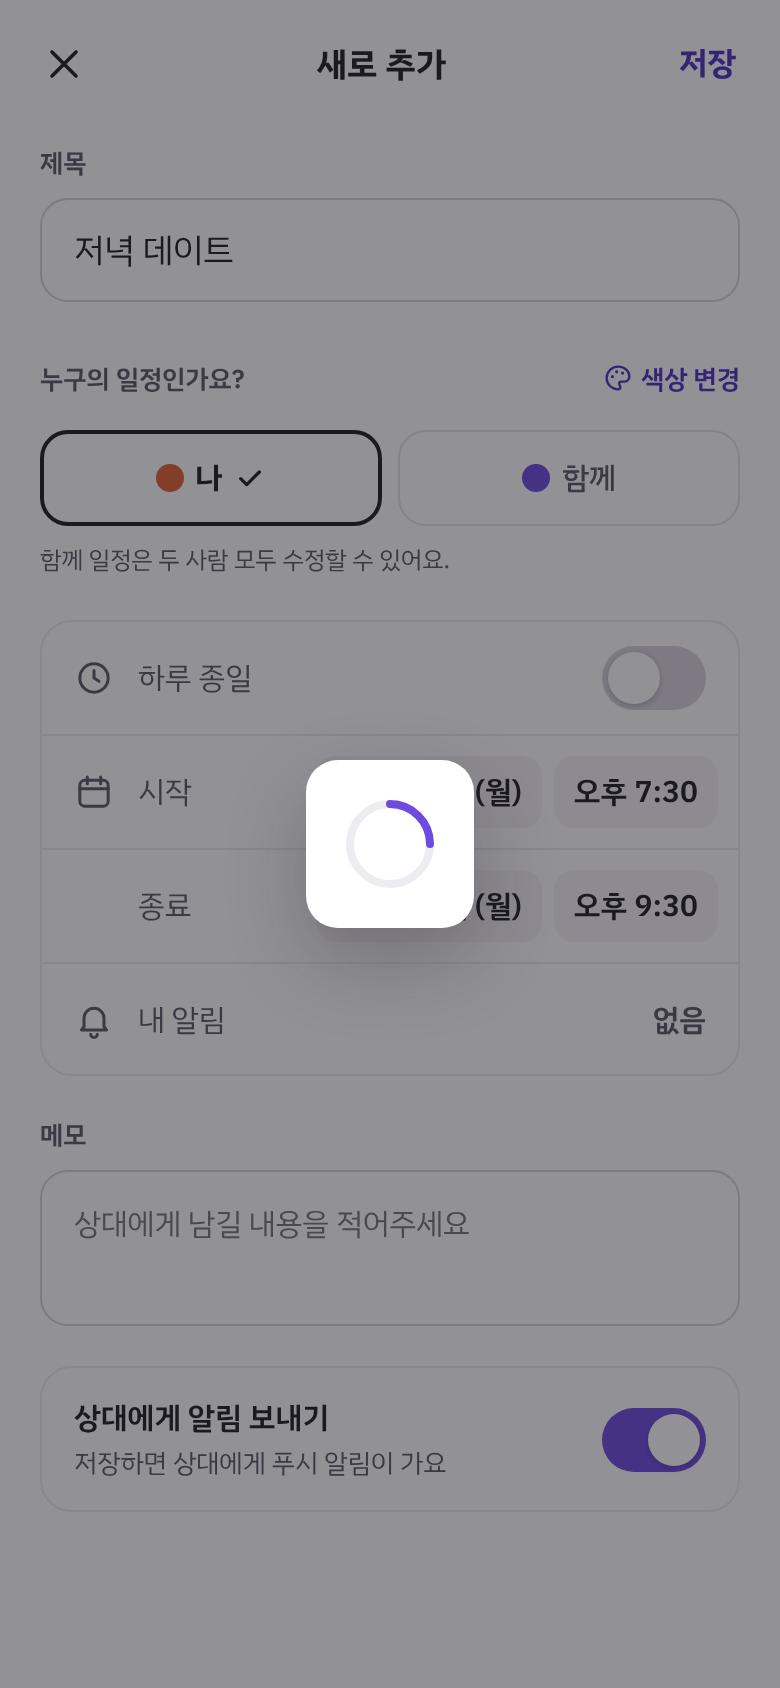 새로 추가
저장
제목
저녁 데이트
누구의 일정인가요?
색상 변경
나
함께
함께 일정은 두 사람 모두 수정할 수 있어요.
하루 종일
시작
(월)
오후 7:30
종료
(월)
오후 9:30
내 알림
없음
메모
상대에게 남길 내용을 적어주세요
상대에게 알림 보내기
저장하면 상대에게 푸시 알림이 가요